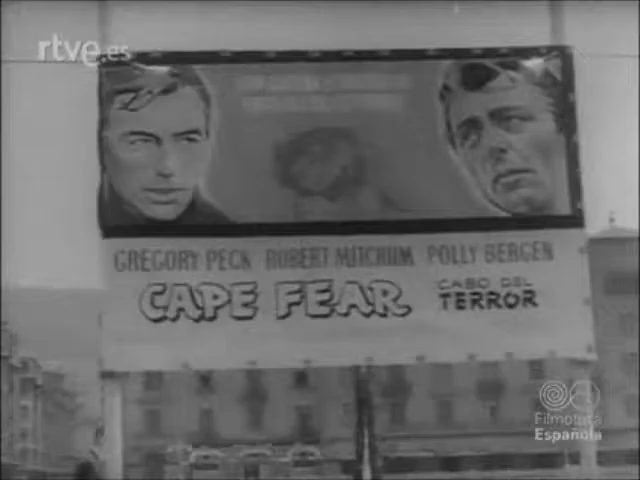 rtve.es
GREGORY PECK ROBERT MITCHUM POLLY BERGEN
CAPE FEAR CABO DEL
TERROR
Filmoteca
Española